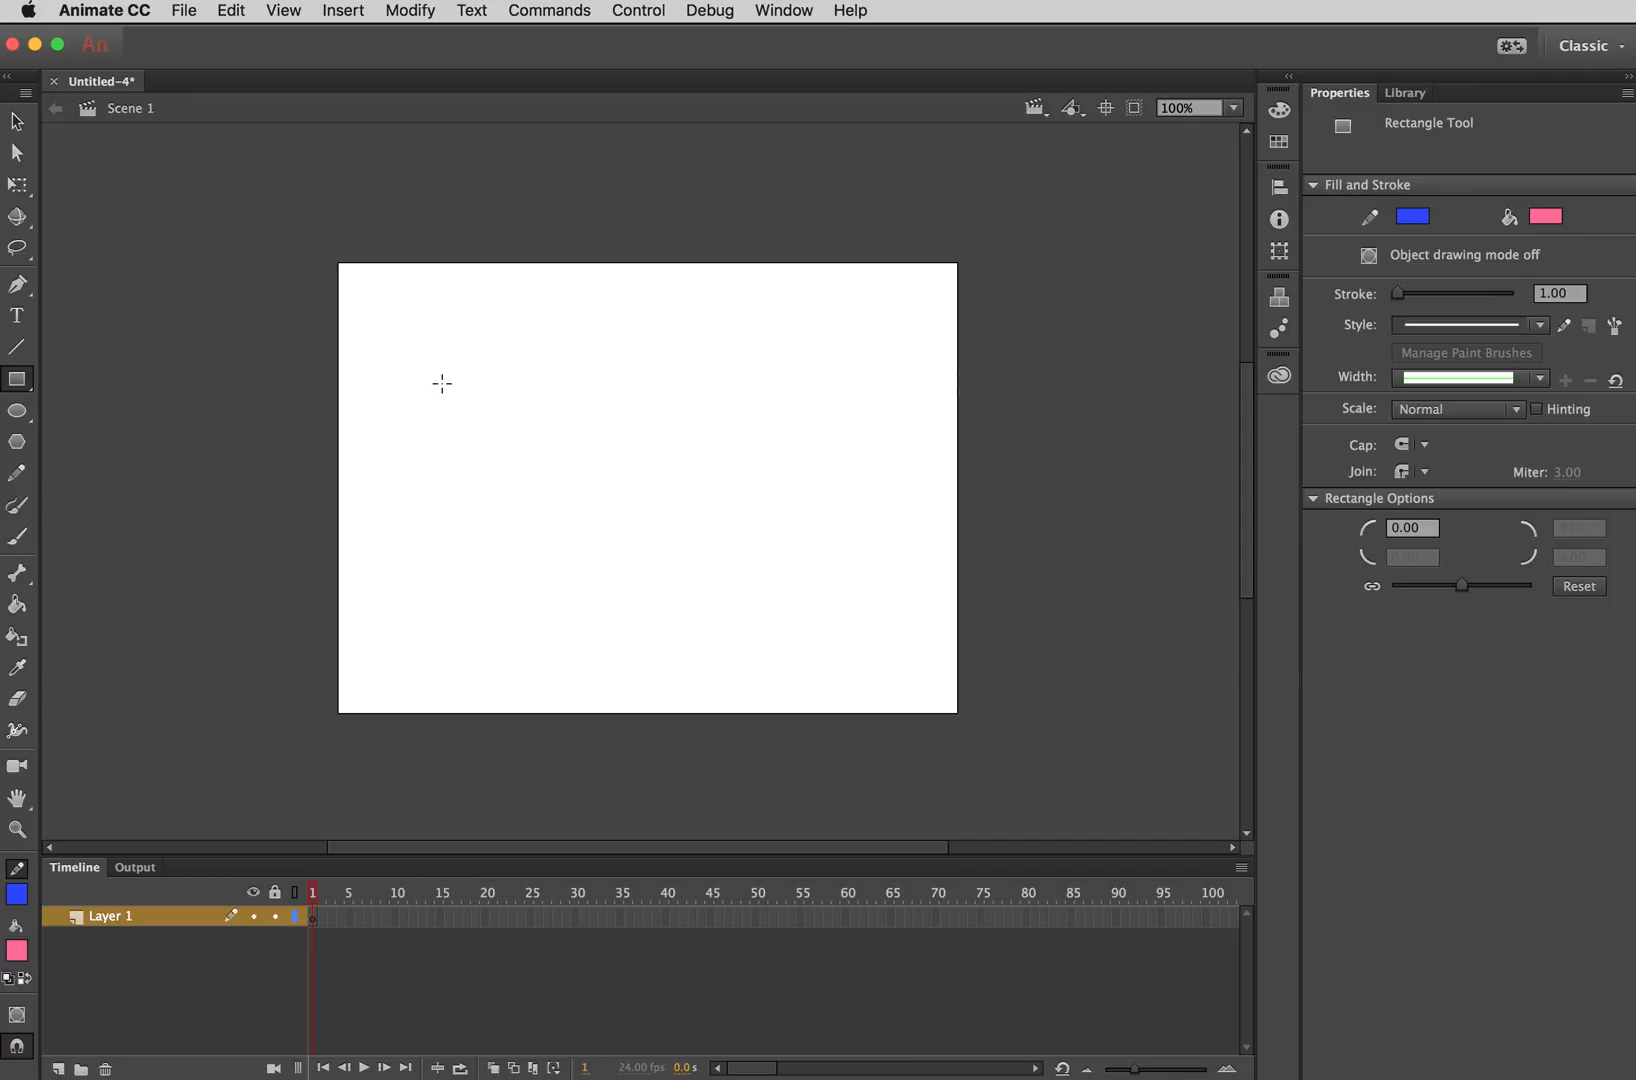 Animate CC File Edit View Insert Modify Text Commands Control Debug Window Help
An Classic
Untitled-4*
Properties Library
Scene 1 100%
Rectangle Tool
Fill and Stroke
Object drawing mode off
Stroke: 1.00
Style:
Manage Paint Brushes
Width:
Scale: Normal Hinting
Cap:
Join: Miter: 3.00
Rectangle Options
0.00
Reset
T
Timeline Output
1 5 10 15 20 25 30 35 40 45 50 55 60 65 70 75 80 85 90 95 100
Layer 1
1 24.00 fps 0.0 s